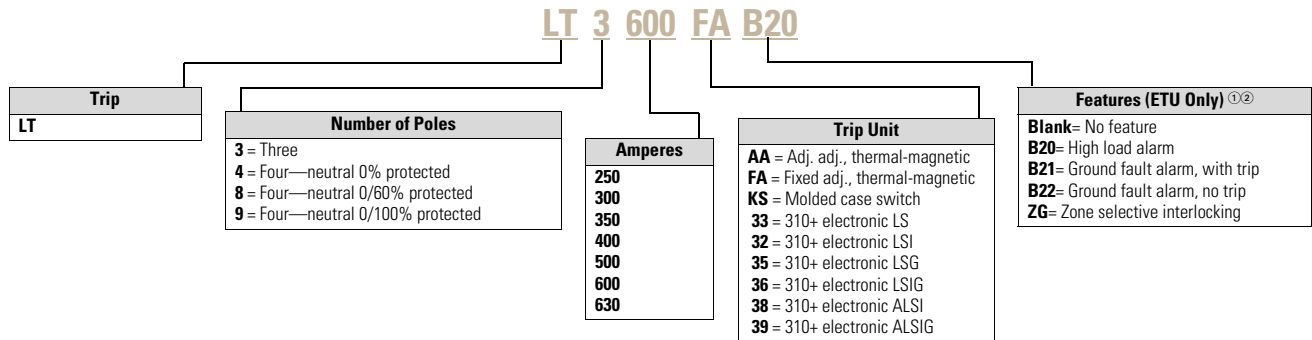 LT 3 600 FA B20
Trip
LT
Number of Poles
3 = Three
4 = Four—neutral 0% protected
8 = Four—neutral 0/60% protected
9 = Four—neutral 0/100% protected
Amperes
250
300
350
400
500
600
630
Trip Unit
AA = Adj. adj., thermal-magnetic
FA = Fixed adj., thermal-magnetic
KS = Molded case switch
33 = 310+ electronic LS
32 = 310+ electronic LSI
35 = 310+ electronic LSG
36 = 310+ electronic LSIG
38 = 310+ electronic ALSI
39 = 310+ electronic ALSIG
Features (ETU Only) ①②
Blank= No feature
B20= High load alarm
B21= Ground fault alarm, with trip
B22= Ground fault alarm, no trip
ZG= Zone selective interlocking